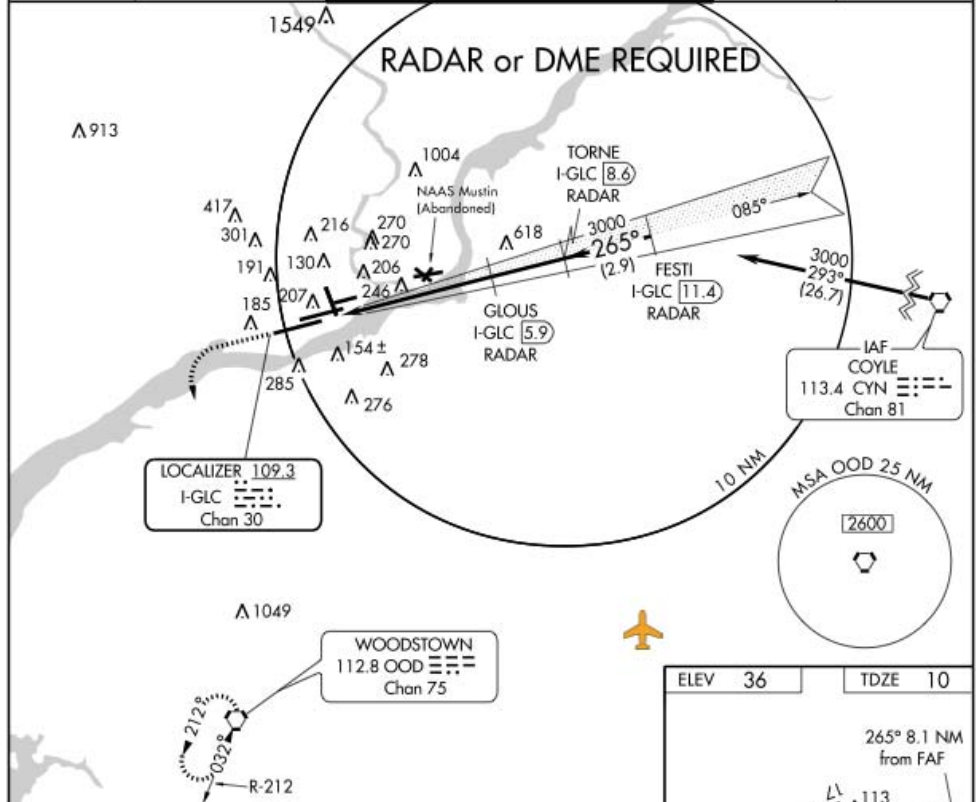 1549
RADAR or DME REQUIRED
913
1004
NAAS Mustin
(Abandoned)
TORNE
I-GLC 8.6
RADAR
085°
417
301
216
270
270
618
3000
265°
(2.9)
191
130
206
246
207
185
FESTI
I-GLC 11.4
RADAR
GLOUS
I-GLC 5.9
RADAR
3000
293°
(26.7)
154 ±
278
285
276
IAF
COYLE
113.4 CYN
Chan 81
LOCALIZER 109.3
I-GLC
Chan 30
10 NM
MSA OOD 25 NM
2600
1049
WOODSTOWN
112.8 OOD
Chan 75
212°
032°
R-212
ELEV 36
TDZE 10
265° 8.1 NM
from FAF
17
113